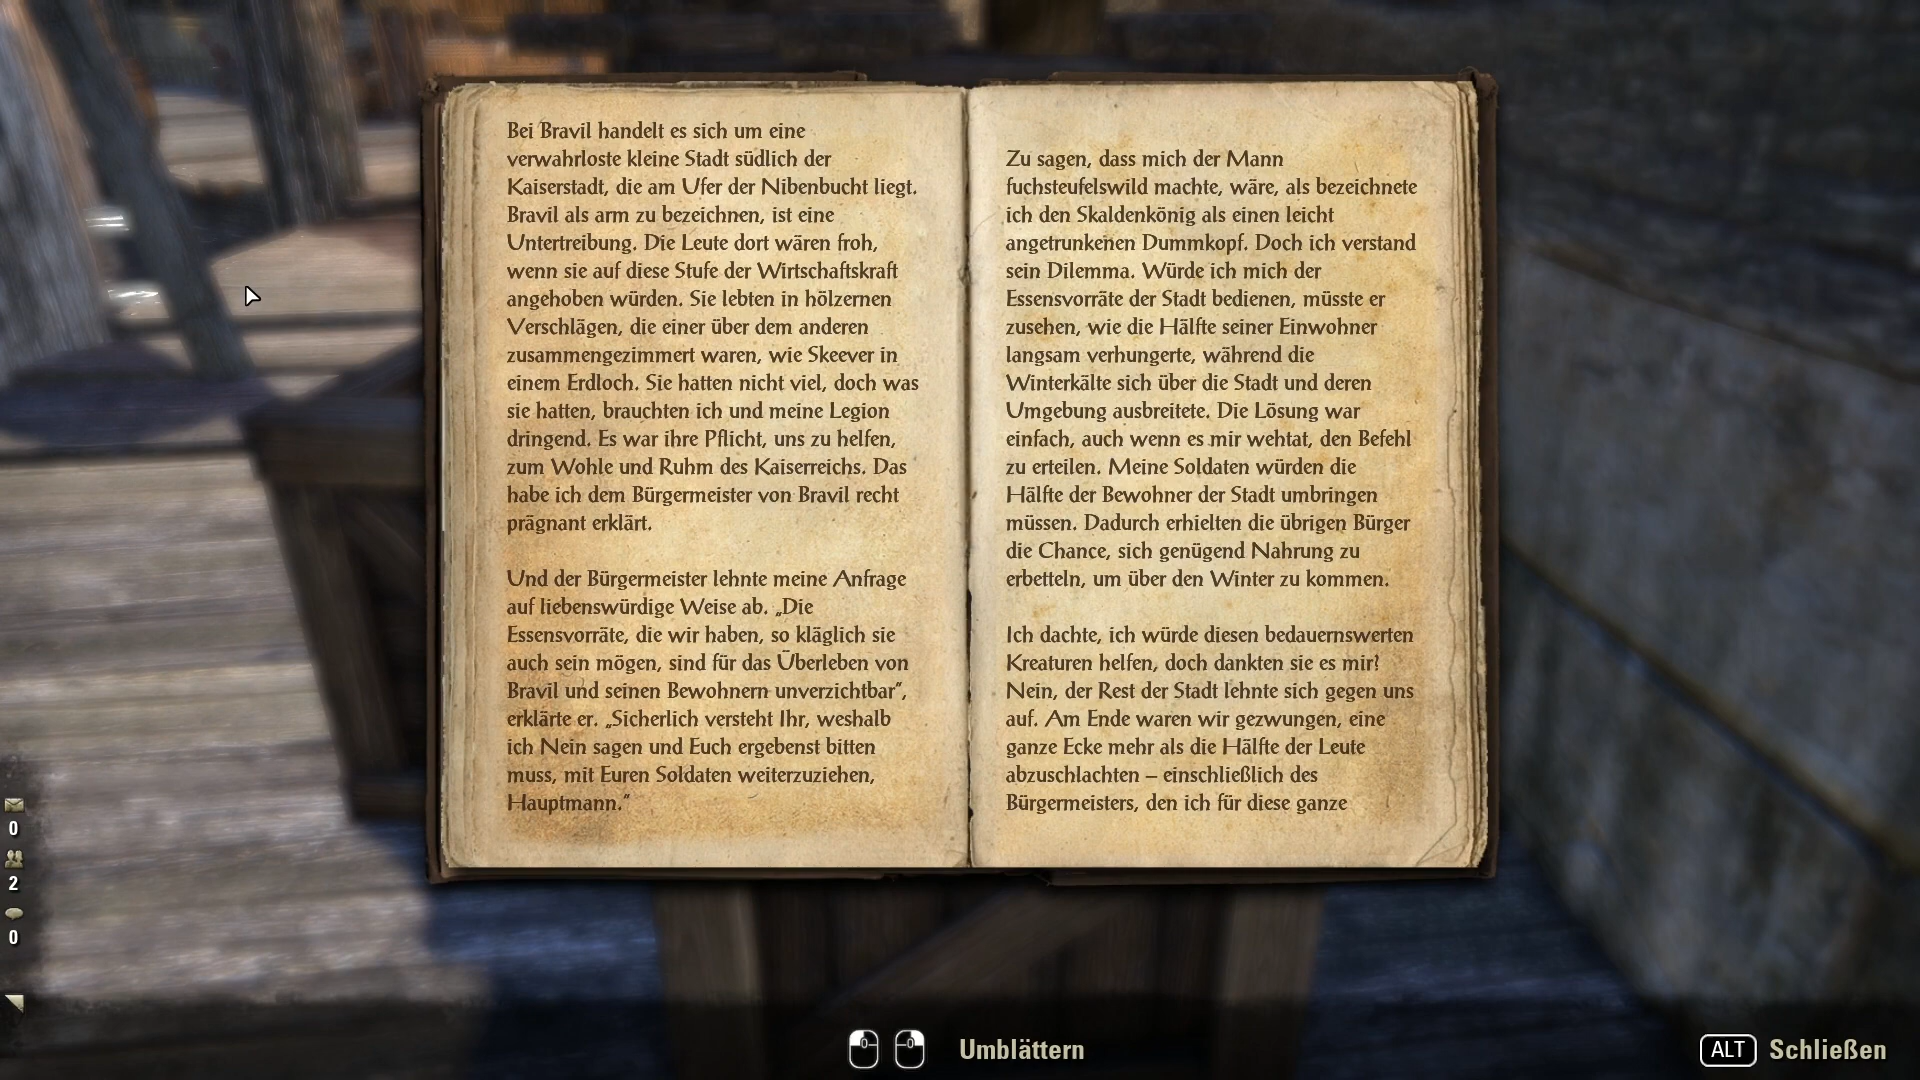 Bei Bravil handelt es sich um eine
verwahrloste kleine Stadt südlich der
Kaiserstadt, die am Ufer der Nibenbucht liegt.
Bravil als arm zu bezeichnen, ist eine
Untertreibung. Die Leute dort wären froh,
wenn sie auf diese Stufe der Wirtschaftskraft
angehoben würden. Sie lebten in hölzernen
Verschlägen, die einer über dem anderen
zusammengezimmert waren, wie Skeever in
einem Erdloch. Sie hatten nicht viel, doch was
sie hatten, brauchten ich und meine Legion
dringend. Es war ihre Pflicht, uns zu helfen,
zum Wohle und Ruhm des Kaiserreichs. Das
habe ich dem Bürgermeister von Bravil recht
prägnant erklärt.
Und der Bürgermeister lehnte meine Anfrage
auf liebenswürdige Weise ab. „Die
Essensvorräte, die wir haben, so kläglich sie
auch sein mögen, sind für das Überleben von
Bravil und seinen Bewohnern unverzichtbar“,
erklärte er. „Sicherlich versteht Ihr, weshalb
ich Nein sagen und Euch ergebenst bitten
muss, mit Euren Soldaten weiterzuziehen,
Hauptmann.“
Zu sagen, dass mich der Mann
fuchsteufelswild machte, wäre, als bezeichnete
ich den Skaldenkönig als einen leicht
angetrunkenen Dummkopf. Doch ich verstand
sein Dilemma. Würde ich mich der
Essensvorräte der Stadt bedienen, müsste er
zusehen, wie die Hälfte seiner Einwohner
langsam verhungerte, während die
Winterkälte sich über die Stadt und deren
Umgebung ausbreitete. Die Lösung war
einfach, auch wenn es mir wehtat, den Befehl
zu erteilen. Meine Soldaten würden die
Hälfte der Bewohner der Stadt umbringen
müssen. Dadurch erhielten die übrigen Bürger
die Chance, sich genügend Nahrung zu
erbetteln, um über den Winter zu kommen.
Ich dachte, ich würde diesen bedauernswerten
Kreaturen helfen, doch dankten sie es mir?
Nein, der Rest der Stadt lehnte sich gegen uns
auf. Am Ende waren wir gezwungen, eine
ganze Ecke mehr als die Hälfte der Leute
abzuschlachten – einschließlich des
Bürgermeisters, den ich für diese ganze
0
2
0
Umblättern
ALT Schließen